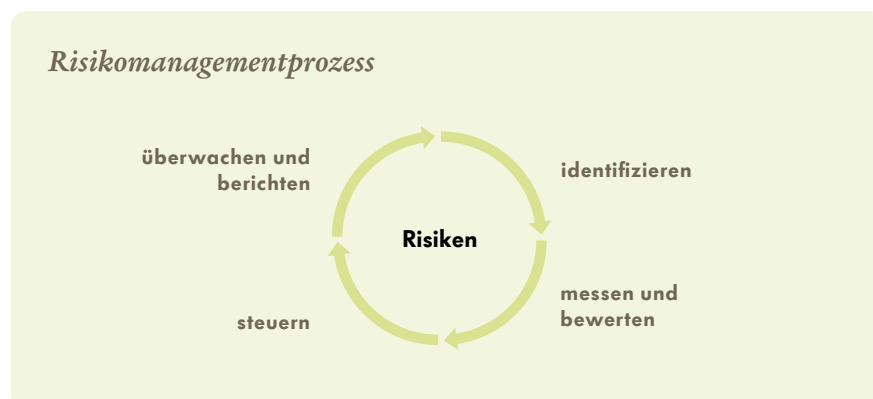 Risikomanagementprozess
überwachen und
berichten
identifizieren
Risiken
messen und
bewerten
steuern